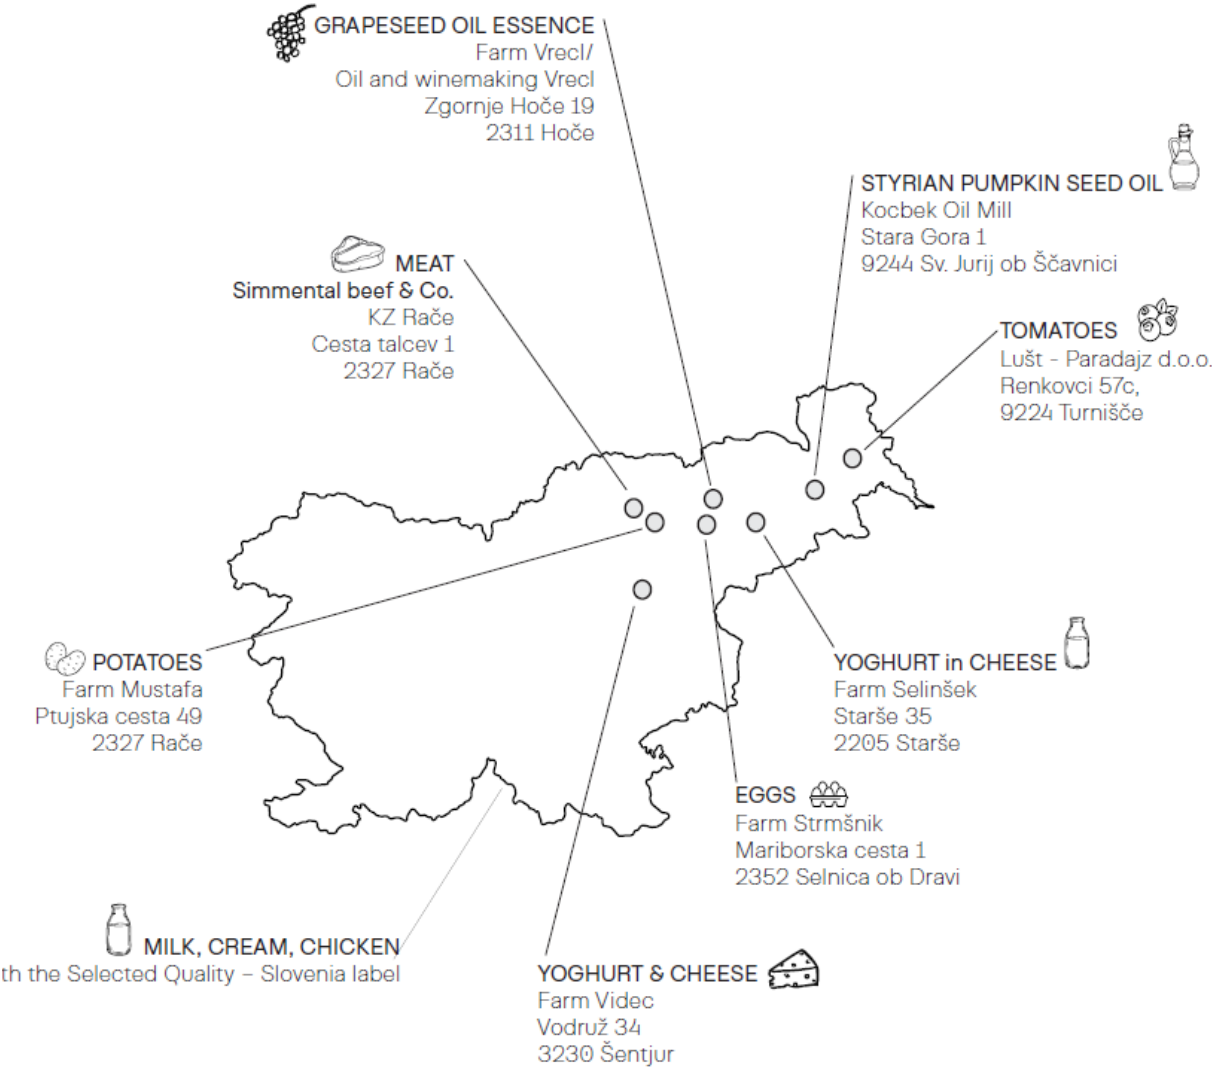 GRAPESEED OIL ESSENCE
Farm Vrecl/
Oil and winemaking Vrecl
Zgornje Hoče 19
2311 Hoče
STYRIAN PUMPKIN SEED OIL
Kocbek Oil Mill
Stara Gora 1
9244 Sv. Jurij ob Ščavnici
MEAT
Simmental beef & Co.
KZ Rače
Cesta talcev 1
2327 Rače
TOMATOES
Lušt - Paradajz d.o.o.
Renkovci 57c,
9224 Turnišče
POTATOES
Farm Mustafa
Ptujska cesta 49
2327 Rače
YOGHURT in CHEESE
Farm Selinšek
Starše 35
2205 Starše
EGGS
Farm Strmšnik
Mariborska cesta 1
2352 Selnica ob Dravi
MILK, CREAM, CHICKEN
th the Selected Quality – Slovenia label
YOGHURT & CHEESE
Farm Videc
Vodruž 34
3230 Šentjur